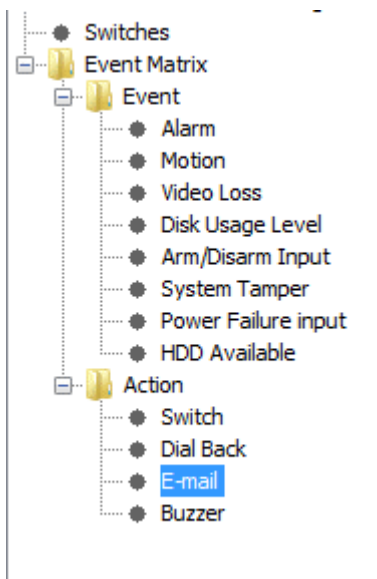 Switches
Event Matrix
Event
Alarm
Motion
Video Loss
Disk Usage Level
Arm/Disarm Input
System Tamper
Power Failure input
HDD Available
Action
Switch
Dial Back
E-mail
Buzzer